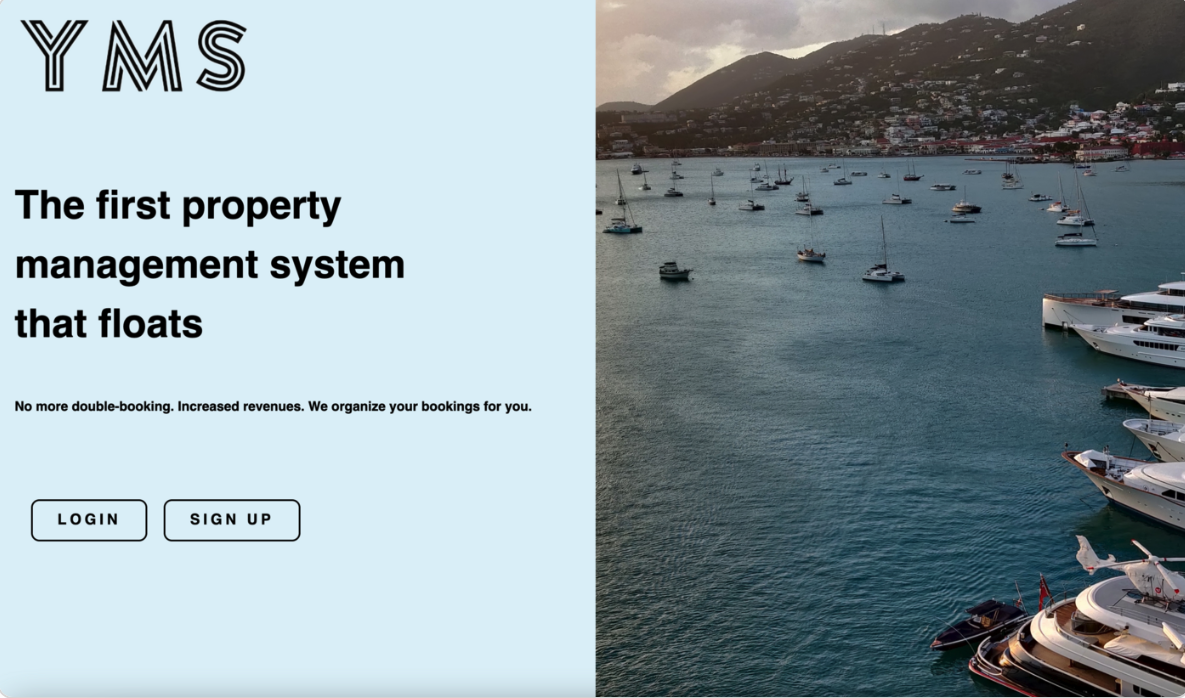 YMS
The first property
management system
that floats
No more double-booking. Increased revenues. We organize your bookings for you.
LOGIN
SIGN UP